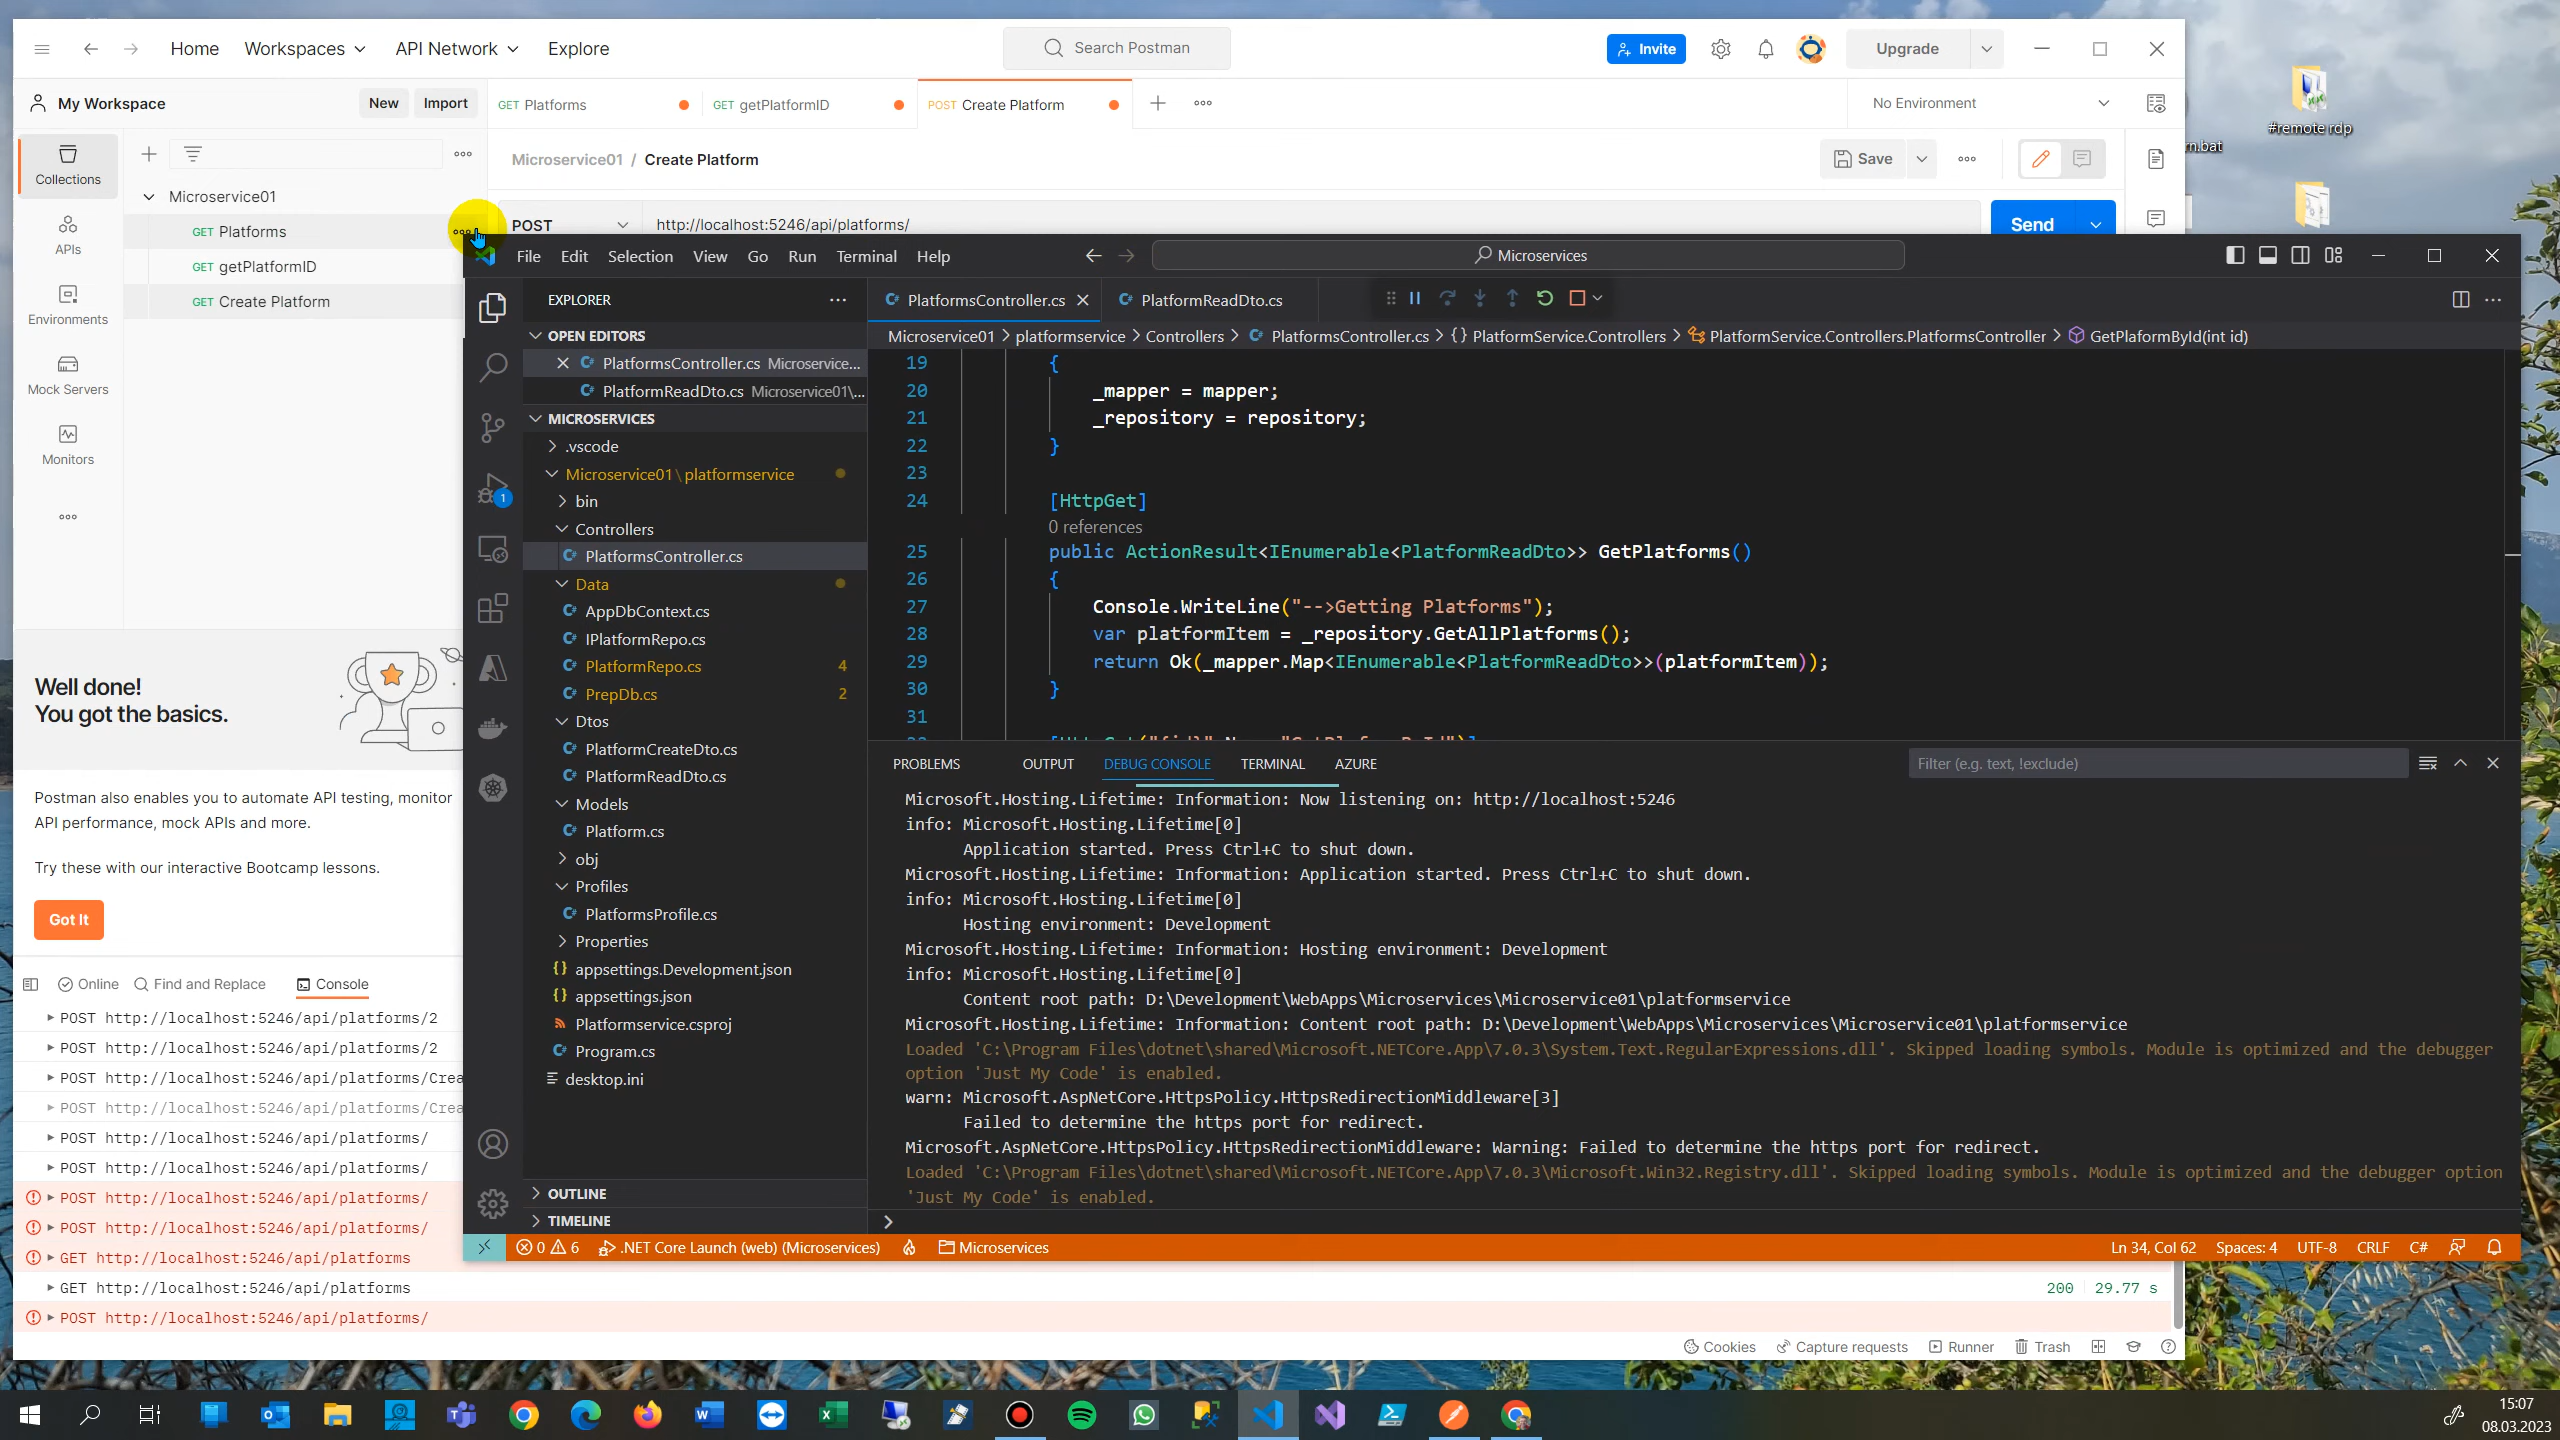 Home Workspaces API Network Explore
Search Postman
Invite Upgrade
My Workspace New Import
GET Platforms GET getPlatformID POST Create Platform
No Environment
Microservice01 / Create Platform
Save
Collections
APIs
Environments
Mock Servers
Monitors
Microservice01
GET Platforms
GET getPlatformID
GET Create Platform
POST http://localhost:5246/api/platforms/
Send
#remote rdp
Well done!
You got the basics.
Postman also enables you to automate API testing, monitor
API performance, mock APIs and more.
Try these with our interactive Bootcamp lessons.
Got It
Online Find and Replace Console
POST http://localhost:5246/api/platforms/2
POST http://localhost:5246/api/platforms/2
POST http://localhost:5246/api/platforms/Crea
POST http://localhost:5246/api/platforms/Crea
POST http://localhost:5246/api/platforms/
POST http://localhost:5246/api/platforms/
POST http://localhost:5246/api/platforms/
POST http://localhost:5246/api/platforms/
GET http://localhost:5246/api/platforms
GET http://localhost:5246/api/platforms 200 29.77 s
POST http://localhost:5246/api/platforms/
Cookies Capture requests Runner Trash
File Edit Selection View Go Run Terminal Help
Microservices
EXPLORER
OPEN EDITORS
PlatformsController.cs Microservice...
PlatformReadDto.cs Microservice01\...
MICROSERVICES
.vscode
Microservice01\platformservice
bin
Controllers
PlatformsController.cs
Data
AppDbContext.cs
IPlatformRepo.cs
PlatformRepo.cs 4
PrepDb.cs 2
Dtos
PlatformCreateDto.cs
PlatformReadDto.cs
Models
Platform.cs
obj
Profiles
PlatformsProfile.cs
Properties
appsettings.Development.json
appsettings.json
Platformservice.csproj
Program.cs
desktop.ini
OUTLINE
TIMELINE
1
PlatformsController.cs PlatformReadDto.cs
Microservice01 > platformservice > Controllers > PlatformsController.cs > {} PlatformService.Controllers > PlatformService.Controllers.PlatformsController > GetPlaformById(int id)
19 {
20 _mapper = mapper;
21 _repository = repository;
22 }
23
24 [HttpGet]
0 references
25 public ActionResult<IEnumerable<PlatformReadDto>> GetPlatforms()
26 {
27 Console.WriteLine("-->Getting Platforms");
28 var platformItem = _repository.GetAllPlatforms();
29 return Ok(_mapper.Map<IEnumerable<PlatformReadDto>>(platformItem));
30 }
31
PROBLEMS OUTPUT DEBUG CONSOLE TERMINAL AZURE
Filter (e.g. text, !exclude)
Microsoft.Hosting.Lifetime: Information: Now listening on: http://localhost:5246
info: Microsoft.Hosting.Lifetime[0]
Application started. Press Ctrl+C to shut down.
Microsoft.Hosting.Lifetime: Information: Application started. Press Ctrl+C to shut down.
info: Microsoft.Hosting.Lifetime[0]
Hosting environment: Development
Microsoft.Hosting.Lifetime: Information: Hosting environment: Development
info: Microsoft.Hosting.Lifetime[0]
Content root path: D:\Development\WebApps\Microservices\Microservice01\platformservice
Microsoft.Hosting.Lifetime: Information: Content root path: D:\Development\WebApps\Microservices\Microservice01\platformservice
Loaded 'C:\Program Files\dotnet\shared\Microsoft.NETCore.App\7.0.3\System.Text.RegularExpressions.dll'. Skipped loading symbols. Module is optimized and the debugger
option 'Just My Code' is enabled.
warn: Microsoft.AspNetCore.HttpsPolicy.HttpsRedirectionMiddleware[3]
Failed to determine the https port for redirect.
Microsoft.AspNetCore.HttpsPolicy.HttpsRedirectionMiddleware: Warning: Failed to determine the https port for redirect.
Loaded 'C:\Program Files\dotnet\shared\Microsoft.NETCore.App\7.0.3\Microsoft.Win32.Registry.dll'. Skipped loading symbols. Module is optimized and the debugger option
'Just My Code' is enabled.
0 6 .NET Core Launch (web) (Microservices) Microservices
Ln 34, Col 62 Spaces: 4 UTF-8 CRLF C#
15:07
08.03.2023